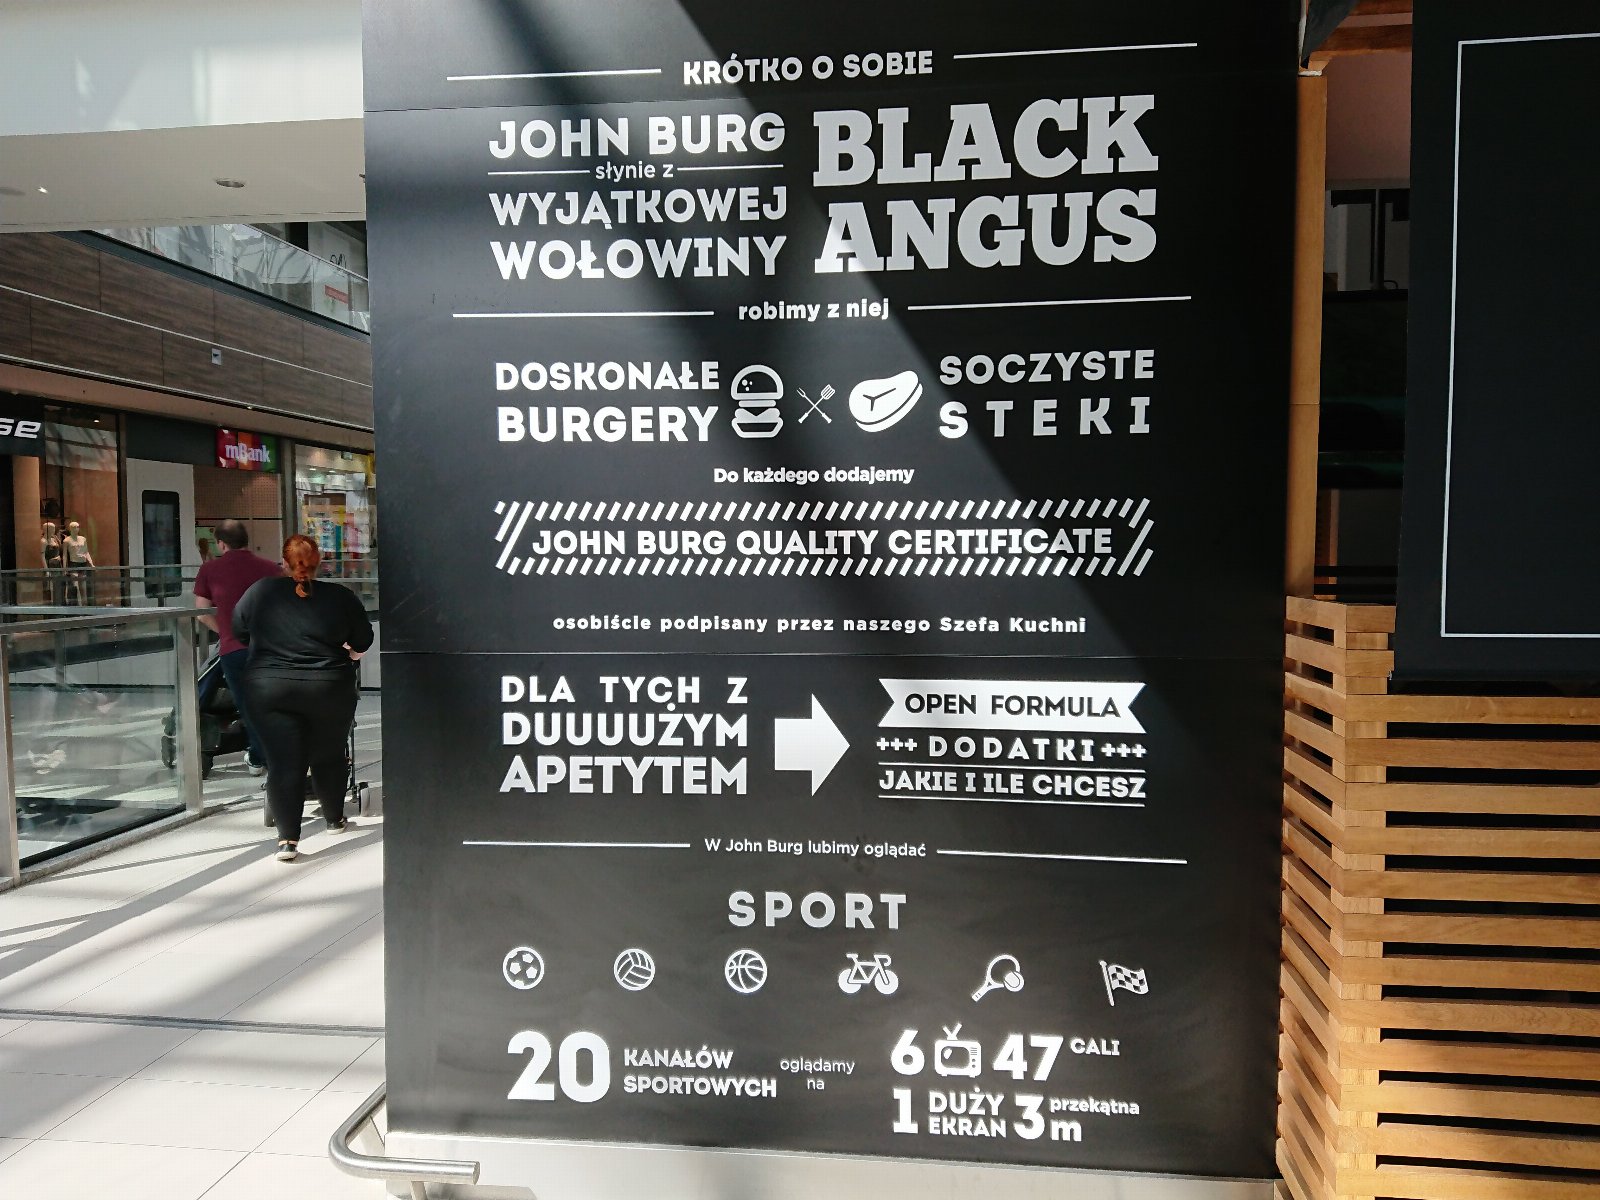 KRÓTKO O SOBIE
JOHN BURG
słynie z
WYJĄTKOWEJ
WOŁOWINY
BLACK
ANGUS
robimy z niej
DOSKONAŁE
BURGERY
SOCZYSTE
STEKI
Do każdego dodajemy
JOHN BURG QUALITY CERTIFICATE
osobiście podpisany przez naszego Szefa Kuchni
DLA TYCH Z
DUUUUŻYM
APETYTEM
OPEN FORMULA
+++ DODATKI +++
JAKIE I ILE CHCESZ
W John Burg lubimy oglądać
SPORT
20 KANAŁÓW
SPORTOWYCH
oglądamy
na
6 47 CALI
1 DUŻY
EKRAN
3m przekątna
mBank